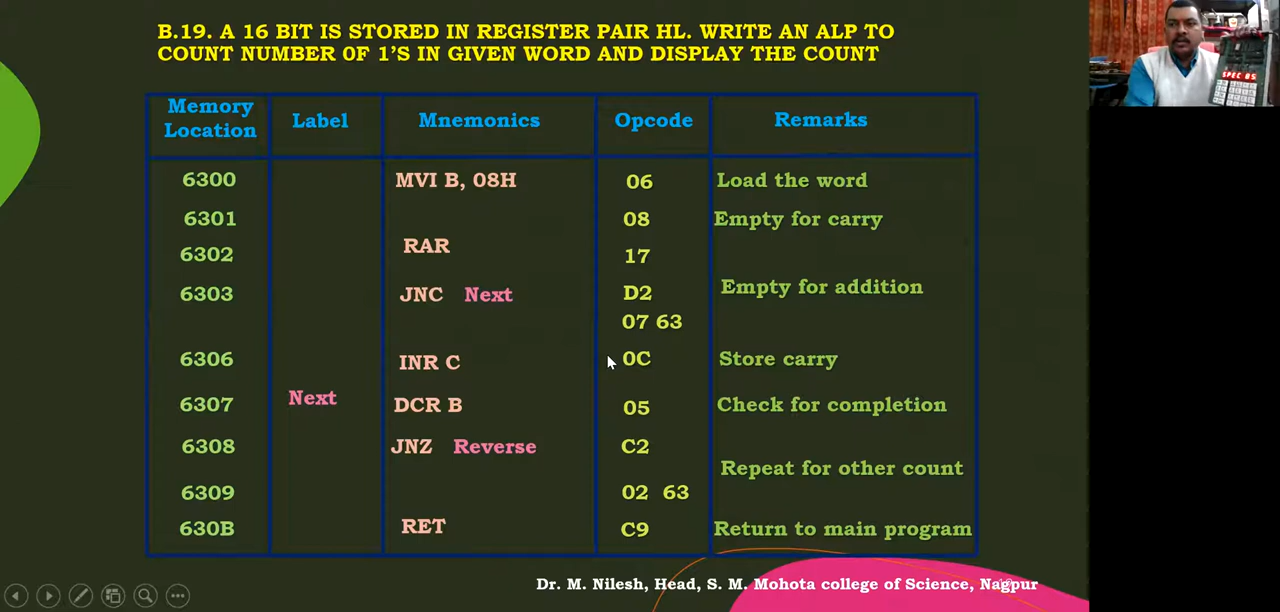 B.19. A 16 BIT IS STORED IN REGISTER PAIR HL. WRITE AN ALP TO
COUNT NUMBER 0F 1'S IN GIVEN WORD AND DISPLAY THE COUNT
Memory Location Label Mnemonics Opcode Remarks
6300 MVI B, 08H 06 Load the word
6301 08 Empty for carry
6302 RAR 17
6303 JNC Next D2 Empty for addition
07 63
6306 INR C 0C Store carry
6307 Next DCR B 05 Check for completion
6308 JNZ Reverse C2
Repeat for other count
6309 02 63
630B RET C9 Return to main program
Dr. M. Nilesh, Head, S. M. Mohota college of Science, Nagpur
SPEC 85